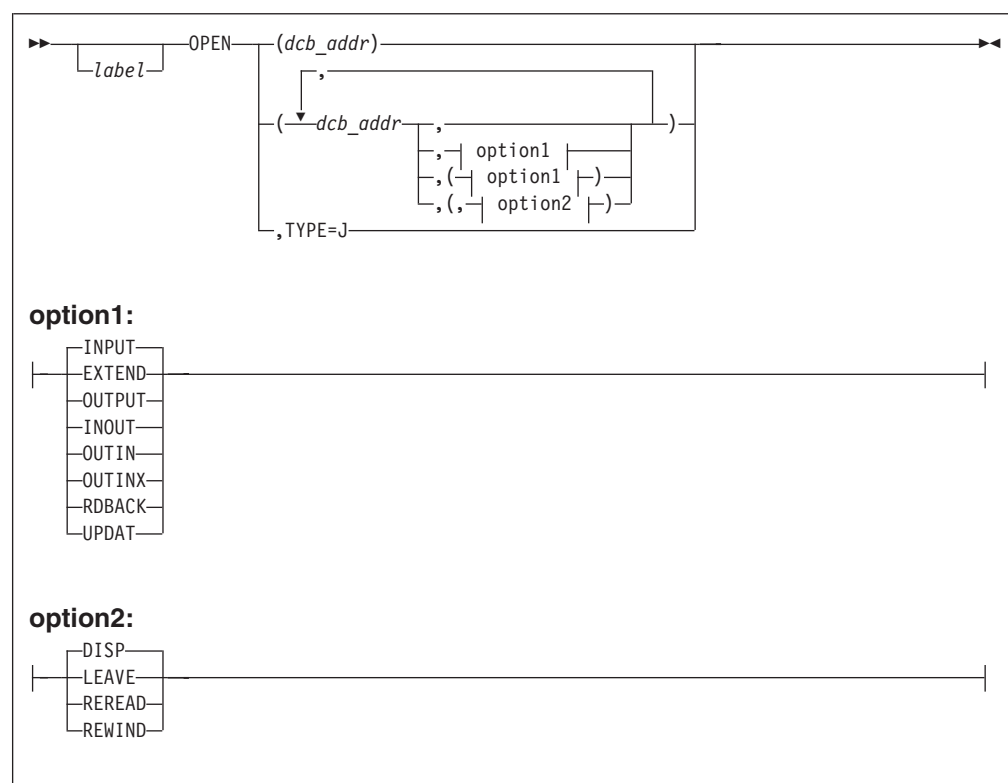 label OPEN (dcb_addr)
,
( dcb_addr , )
, option1
,( option1 )
,(, option2 )
,TYPE=J
option1:
INPUT
EXTEND
OUTPUT
INOUT
OUTIN
OUTINX
RDBACK
UPDAT
option2:
DISP
LEAVE
REREAD
REWIND